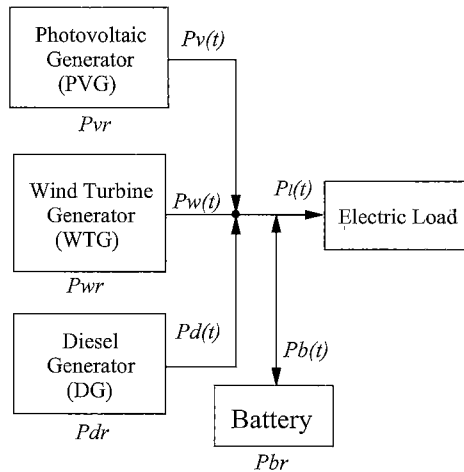 Photovoltaic
Generator
(PVG)
Pv(t)
Pvr
Wind Turbine
Generator
(WTG)
Pw(t)
Pl(t)
Electric Load
Pwr
Diesel
Generator
(DG)
Pd(t)
Pb(t)
Battery
Pdr
Pbr